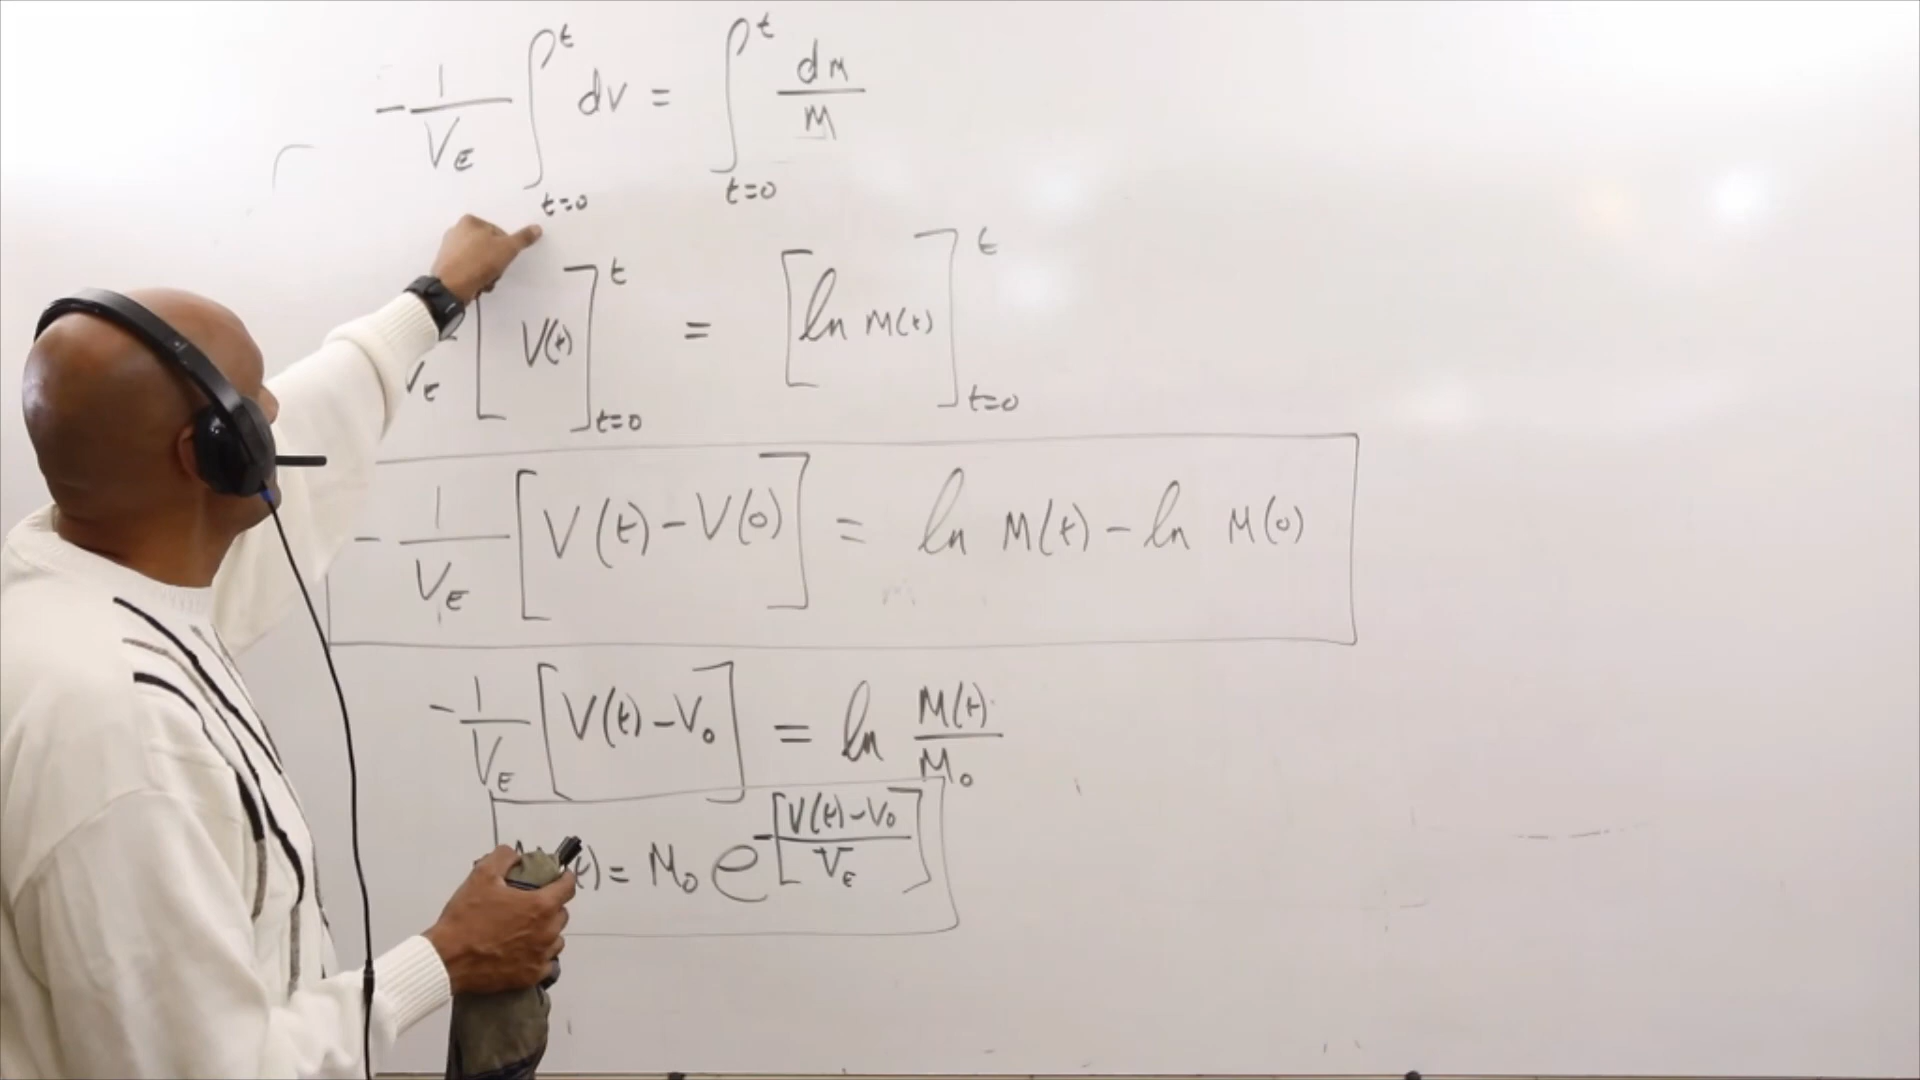 - 1/V_E ∫_{t=0}^{t} dv = ∫_{t=0}^{t} dM/M
V_E [V(t)]_{t=0}^{t} = [ln M(t)]_{t=0}^{t}
- 1/V_E [V(t) - V(0)] = ln M(t) - ln M(0)
- 1/V_E [V(t) - V_0] = ln M(t)/M_0
(t) = M_0 e^{-[V(t) - V_0 / V_E]}